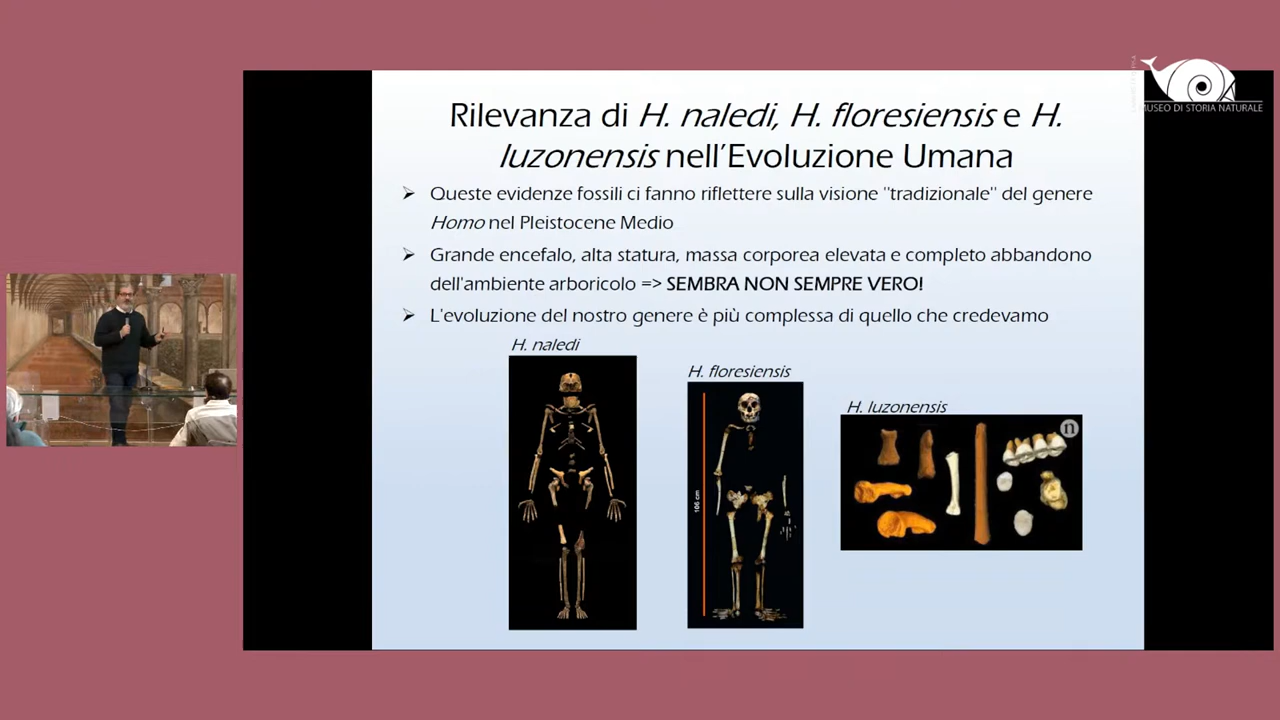 Rilevanza di H. naledi, H. floresiensis e H.
luzonensis nell'Evoluzione Umana
Queste evidenze fossili ci fanno riflettere sulla visione "tradizionale" del genere
Homo nel Pleistocene Medio
Grande encefalo, alta statura, massa corporea elevata e completo abbandono
dell'ambiente arboricolo => SEMBRA NON SEMPRE VERO!
L'evoluzione del nostro genere è più complessa di quello che credevamo
H. naledi
H. floresiensis
H. luzonensis
106 cm
n
MUSEO DI STORIA NATURALE